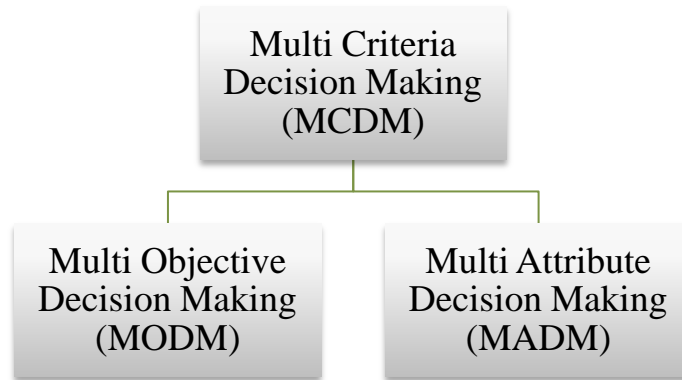 Multi Criteria
Decision Making
(MCDM)
Multi Objective
Decision Making
(MODM)
Multi Attribute
Decision Making
(MADM)